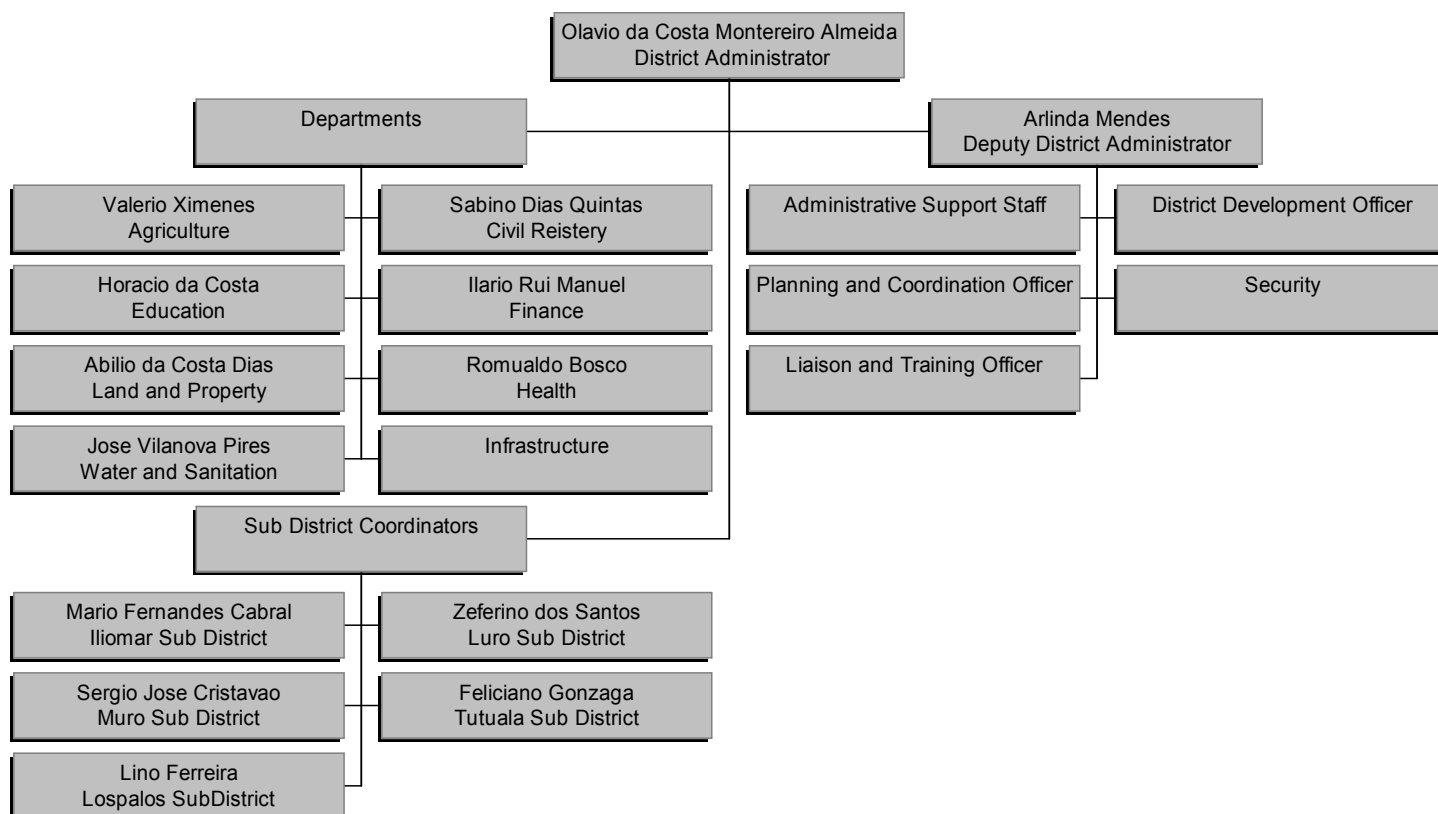 Olavio da Costa Montereiro Almeida
District Administrator
Departments
Arlinda Mendes
Deputy District Administrator
Valerio Ximenes
Agriculture
Sabino Dias Quintas
Civil Reistery
Administrative Support Staff
District Development Officer
Horacio da Costa
Education
Ilario Rui Manuel
Finance
Planning and Coordination Officer
Security
Abilio da Costa Dias
Land and Property
Romualdo Bosco
Health
Liaison and Training Officer
Jose Vilanova Pires
Water and Sanitation
Infrastructure
Sub District Coordinators
Mario Fernandes Cabral
Iliomar Sub District
Zeferino dos Santos
Luro Sub District
Sergio Jose Cristavao
Muro Sub District
Feliciano Gonzaga
Tutuala Sub District
Lino Ferreira
Lospalos SubDistrict